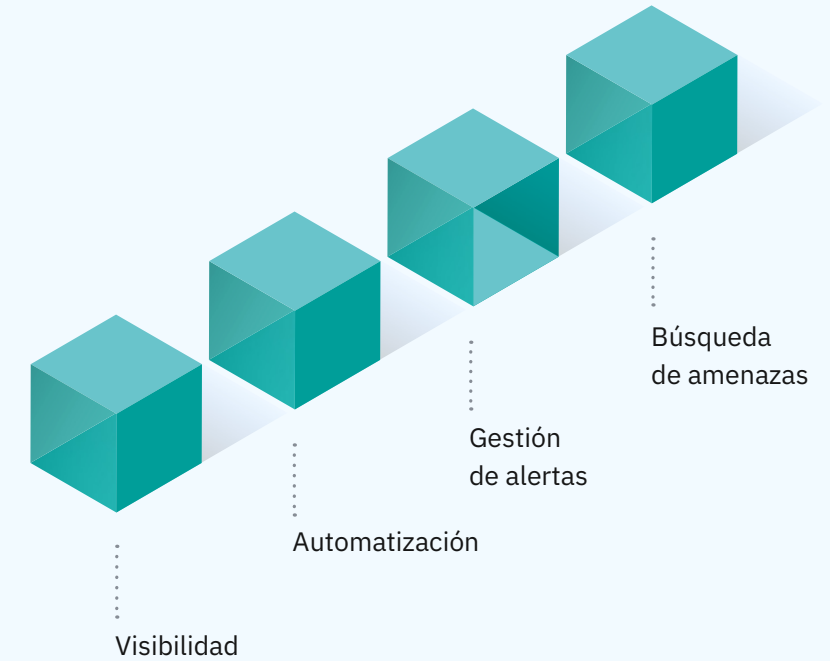 Búsqueda
de amenazas
Gestión
de alertas
Automatización
Visibilidad